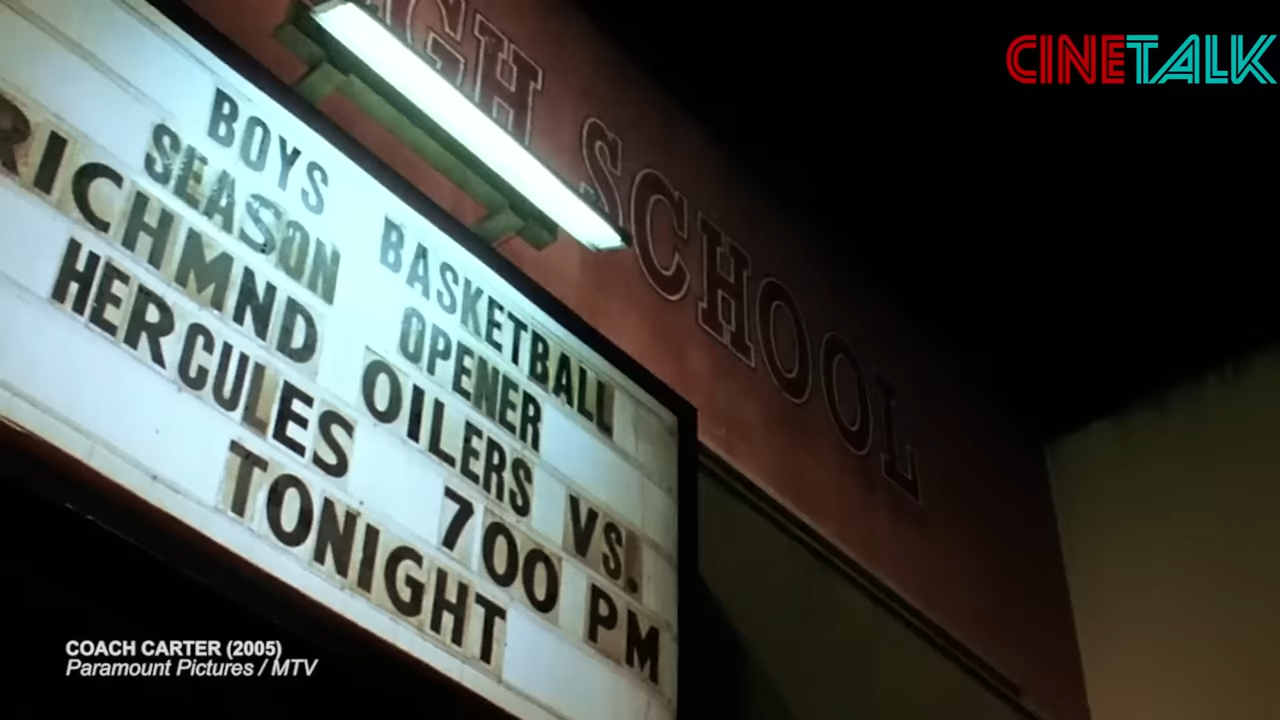 CINETALK
GH SCHOOL
BOYS BASKETBALL
SEASON OPENER
RICHMND OILERS VS.
HERCULES 700 PM
TONIGHT
COACH CARTER (2005)
Paramount Pictures / MTV